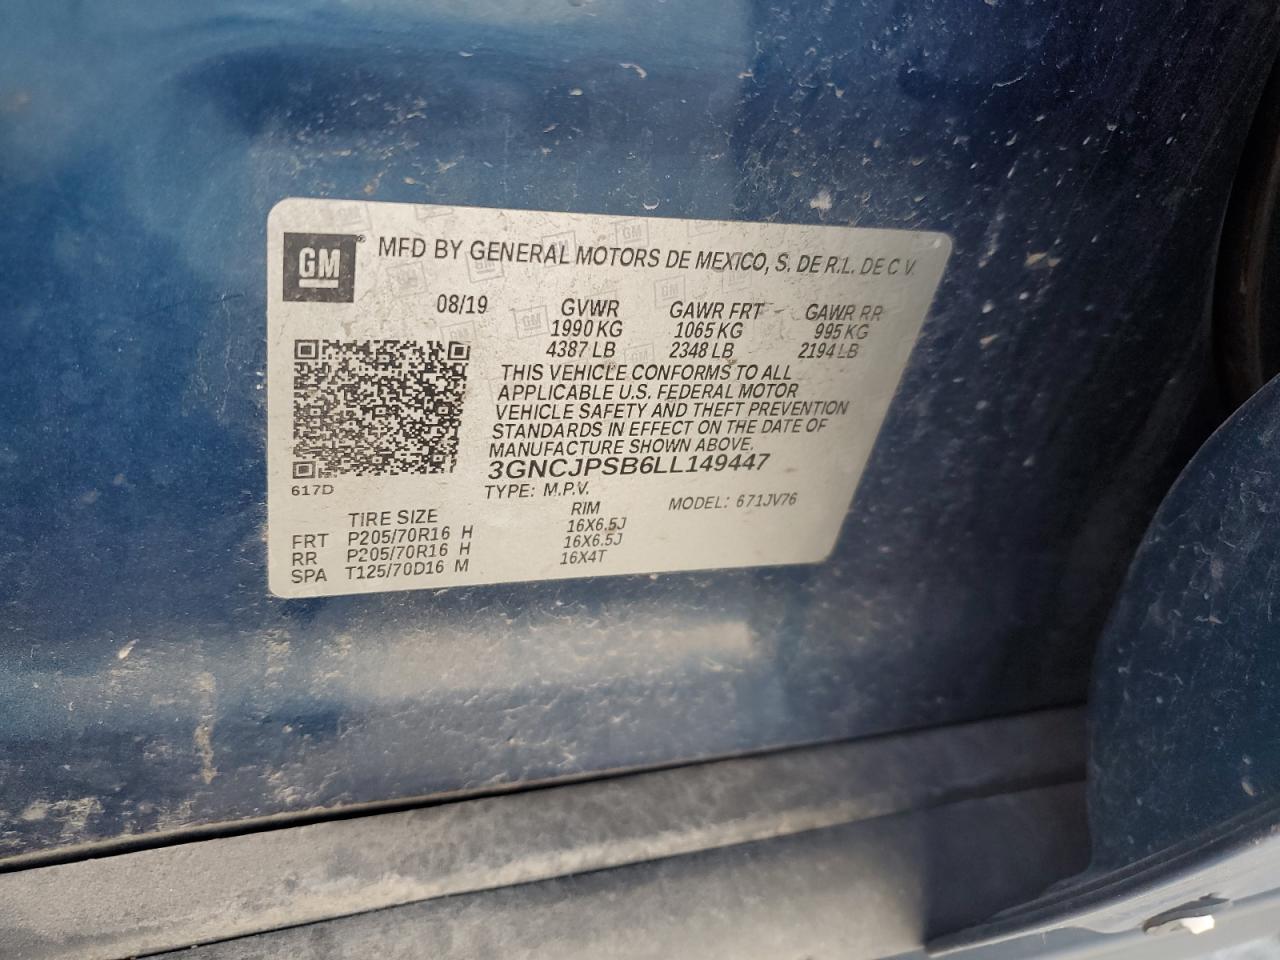 GM ® MFD BY GENERAL MOTORS DE MEXICO, S. DE R.L. DE C V.
08/19 GVWR GAWR FRT GAWR RR
1990 KG 1065 KG 995 KG
4387 LB 2348 LB 2194 LB
THIS VEHICLE CONFORMS TO ALL
APPLICABLE U.S. FEDERAL MOTOR
VEHICLE SAFETY AND THEFT PREVENTION
STANDARDS IN EFFECT ON THE DATE OF
MANUFACTURE SHOWN ABOVE.
3GNCJPSB6LL149447
617D TYPE: M.P.V. MODEL: 671JV76
TIRE SIZE RIM
FRT P205/70R16 H 16X6.5J
RR P205/70R16 H 16X6.5J
SPA T125/70D16 M 16X4T